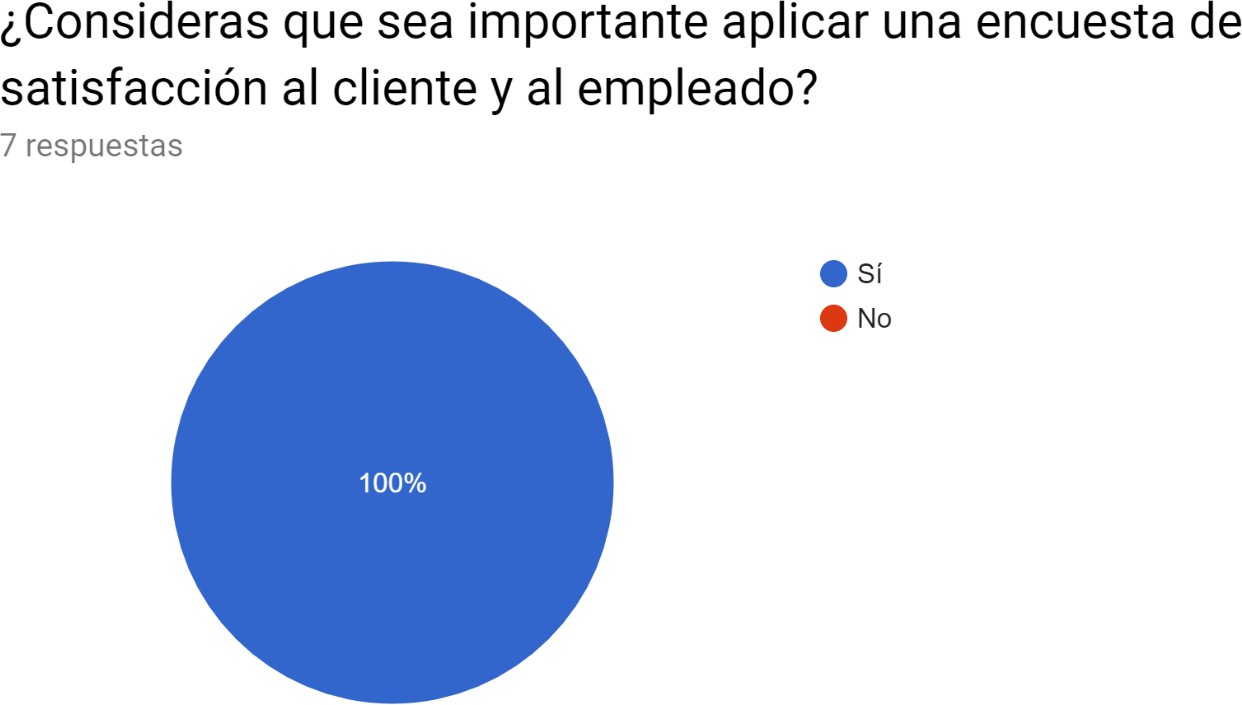 ¿Consideras que sea importante aplicar una encuesta de
satisfacción al cliente y al empleado?
7 respuestas
Sí
No
100%